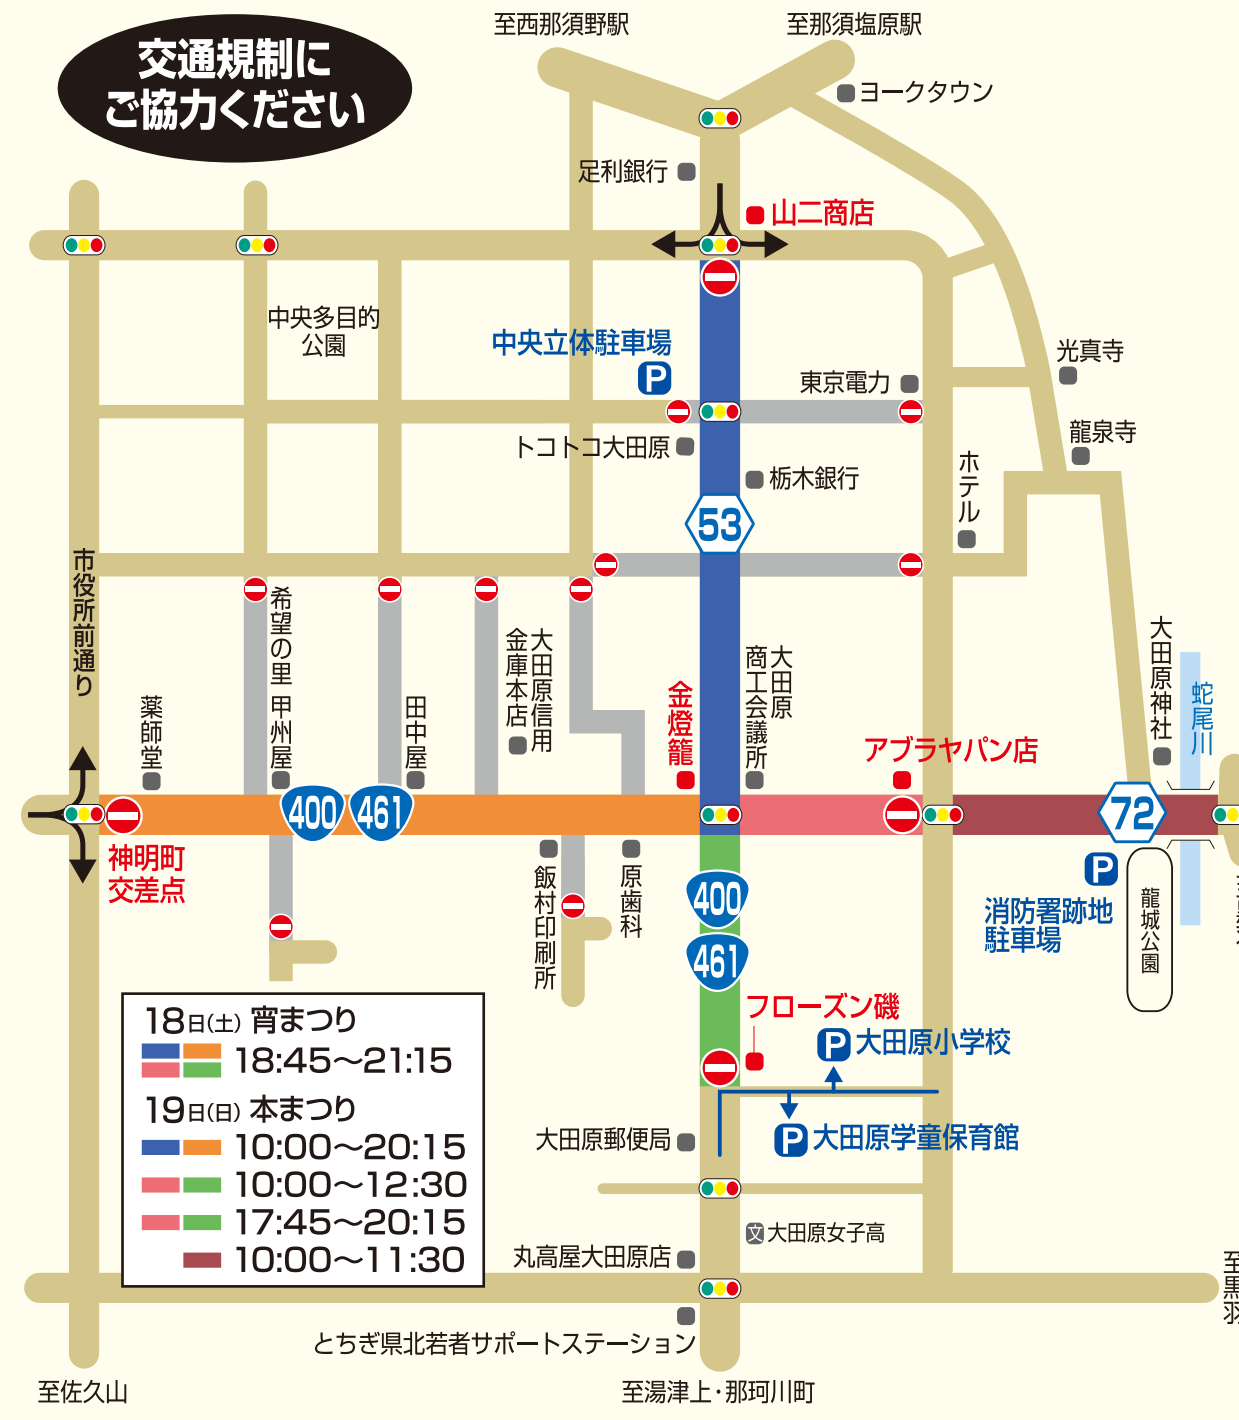 交通規制に
ご協力ください
至西那須野駅
至那須塩原駅
ヨークタウン
足利銀行
山二商店
中央多目的
公園
中央立体駐車場
P
東京電力
光真寺
トコトコ大田原
栃木銀行
龍泉寺
ホテル
53
市役所前通り
希望の里
甲州屋
薬師堂
田中屋
大田原信用
金庫本店
金燈籠
大田原
商工会議所
アブラヤパン店
大田原神社
蛇尾川
400
461
72
神明町
交差点
飯村印刷所
原歯科
400
461
P
消防署跡地
駐車場
龍城公園
フローズン磯
P
大田原小学校
P
大田原学童保育館
大田原郵便局
文
大田原女子高
丸高屋大田原店
とちぎ県北若者サポートステーション
至佐久山
至湯津上・那珂川町
至黒羽
18日(土) 宵まつり
18:45～21:15
19日(日) 本まつり
10:00～20:15
10:00～12:30
17:45～20:15
10:00～11:30